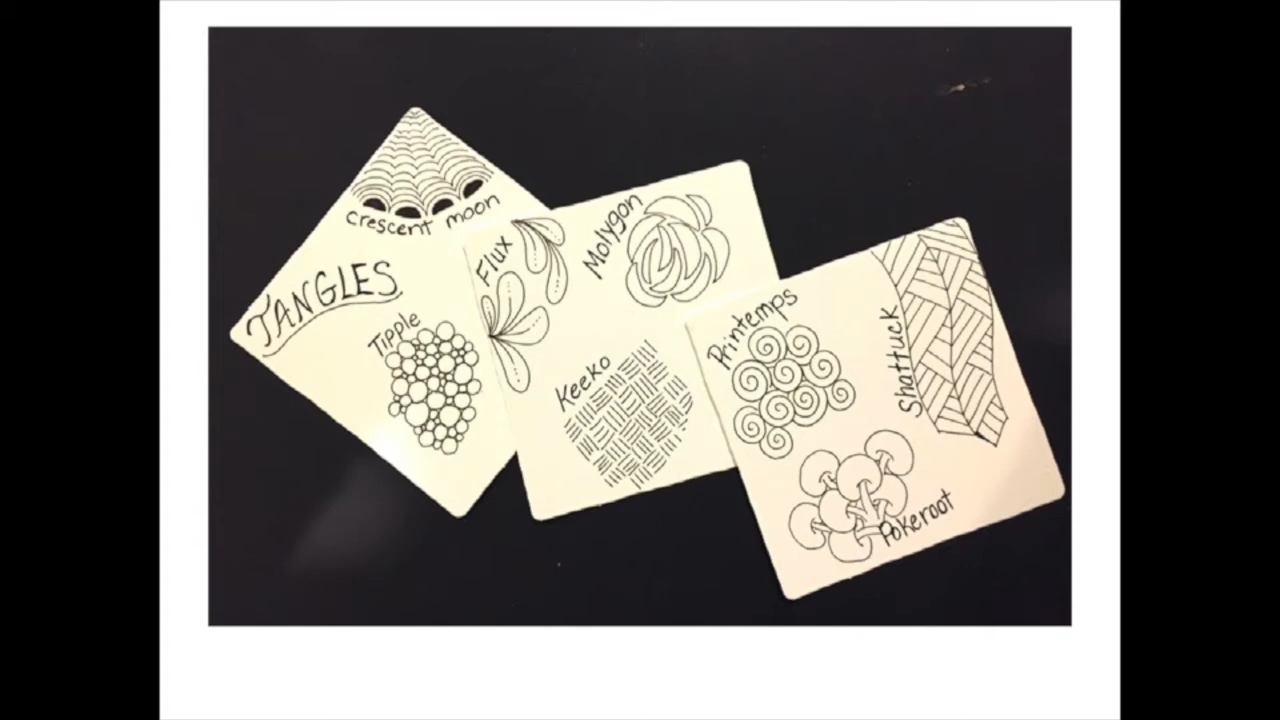 crescent moon
TANGLES
Tipple
Flux
Molygon
Keeko
Printemps
Shattuck
Pokeroot